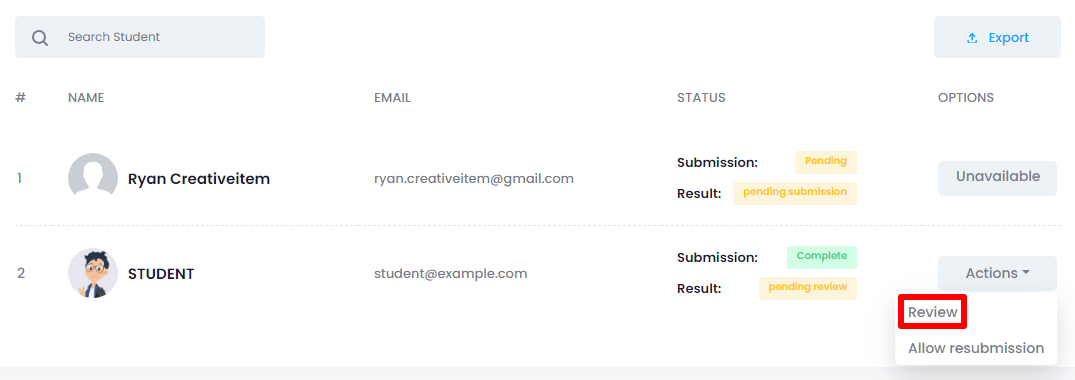 Search Student
Export
# NAME EMAIL STATUS OPTIONS
1 Ryan Creativeitem ryan.creativeitem@gmail.com Submission: Pending Unavailable
Result: pending submission
2 STUDENT student@example.com Submission: Complete Actions
Result: pending review
Review
Allow resubmission